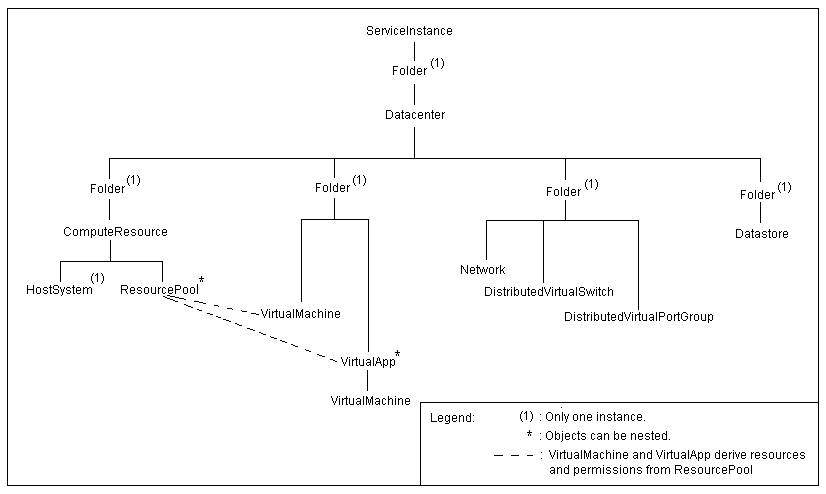 ServiceInstance
Folder (1)
Datacenter
Folder (1)
Folder (1)
Folder (1)
Folder (1)
ComputeResource
Datastore
HostSystem (1)
ResourcePool *
Network
DistributedVirtualSwitch
VirtualMachine
DistributedVirtualPortGroup
VirtualApp *
VirtualMachine
Legend:
(1) : Only one instance.
* : Objects can be nested.
– – – : VirtualMachine and VirtualApp derive resources
and permissions from ResourcePool